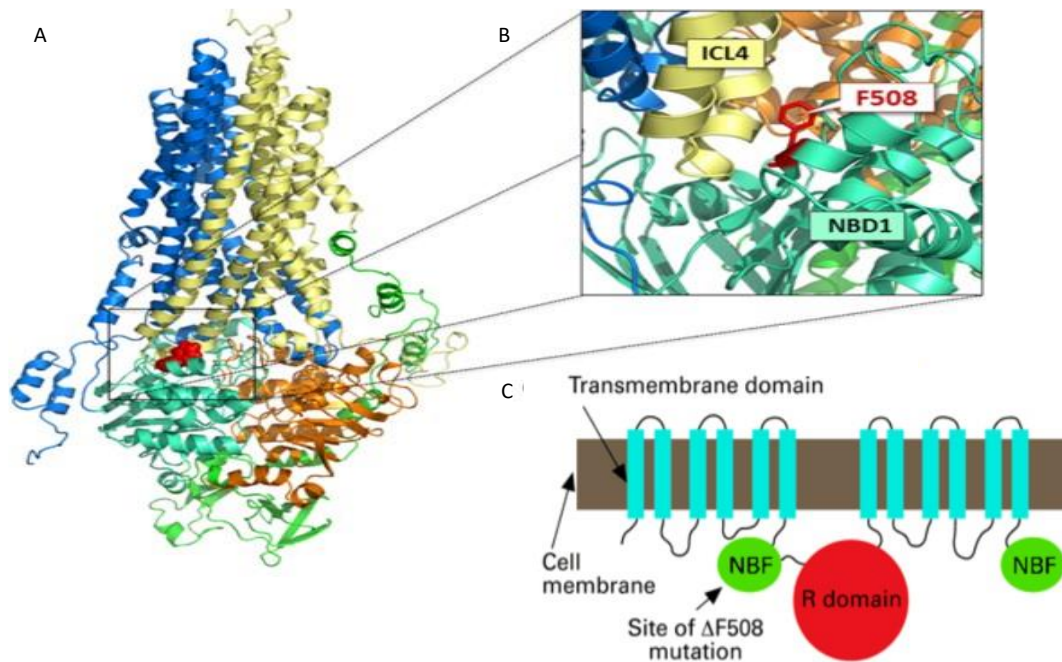 A
B
ICL4
F508
NBD1
C
Transmembrane domain
Cell
membrane
NBF
R domain
NBF
Site of ΔF508
mutation